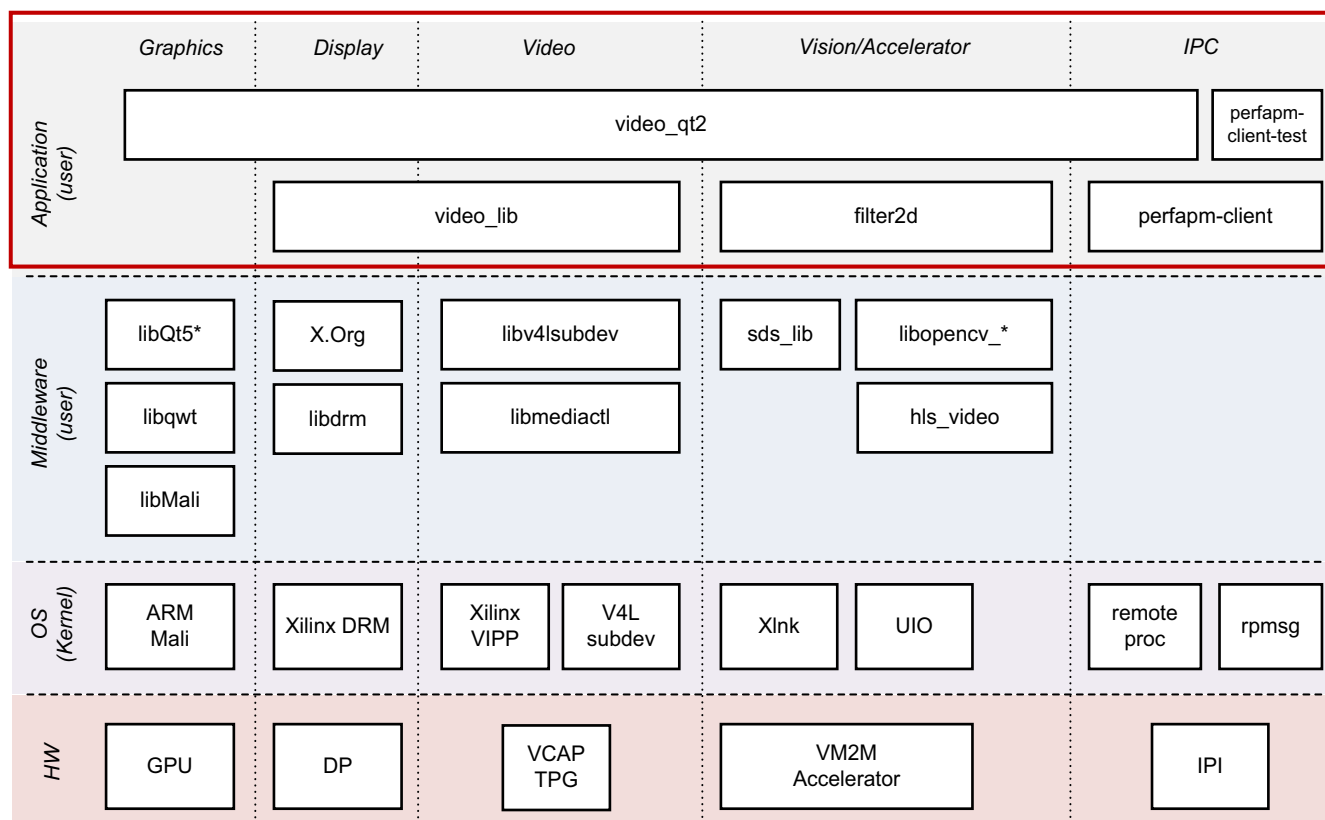 Graphics
Display
Video
Vision/Accelerator
IPC
Application
(user)
video_qt2
perfapm-
client-test
video_lib
filter2d
perfapm-client
Middleware
(user)
libQt5*
X.Org
libv4lsubdev
sds_lib
libopencv_*
libqwt
libdrm
libmediactl
hls_video
libMali
OS
(Kernel)
ARM
Mali
Xilinx DRM
Xilinx
VIPP
V4L
subdev
Xlnk
UIO
remote
proc
rpmsg
HW
GPU
DP
VCAP
TPG
VM2M
Accelerator
IPI